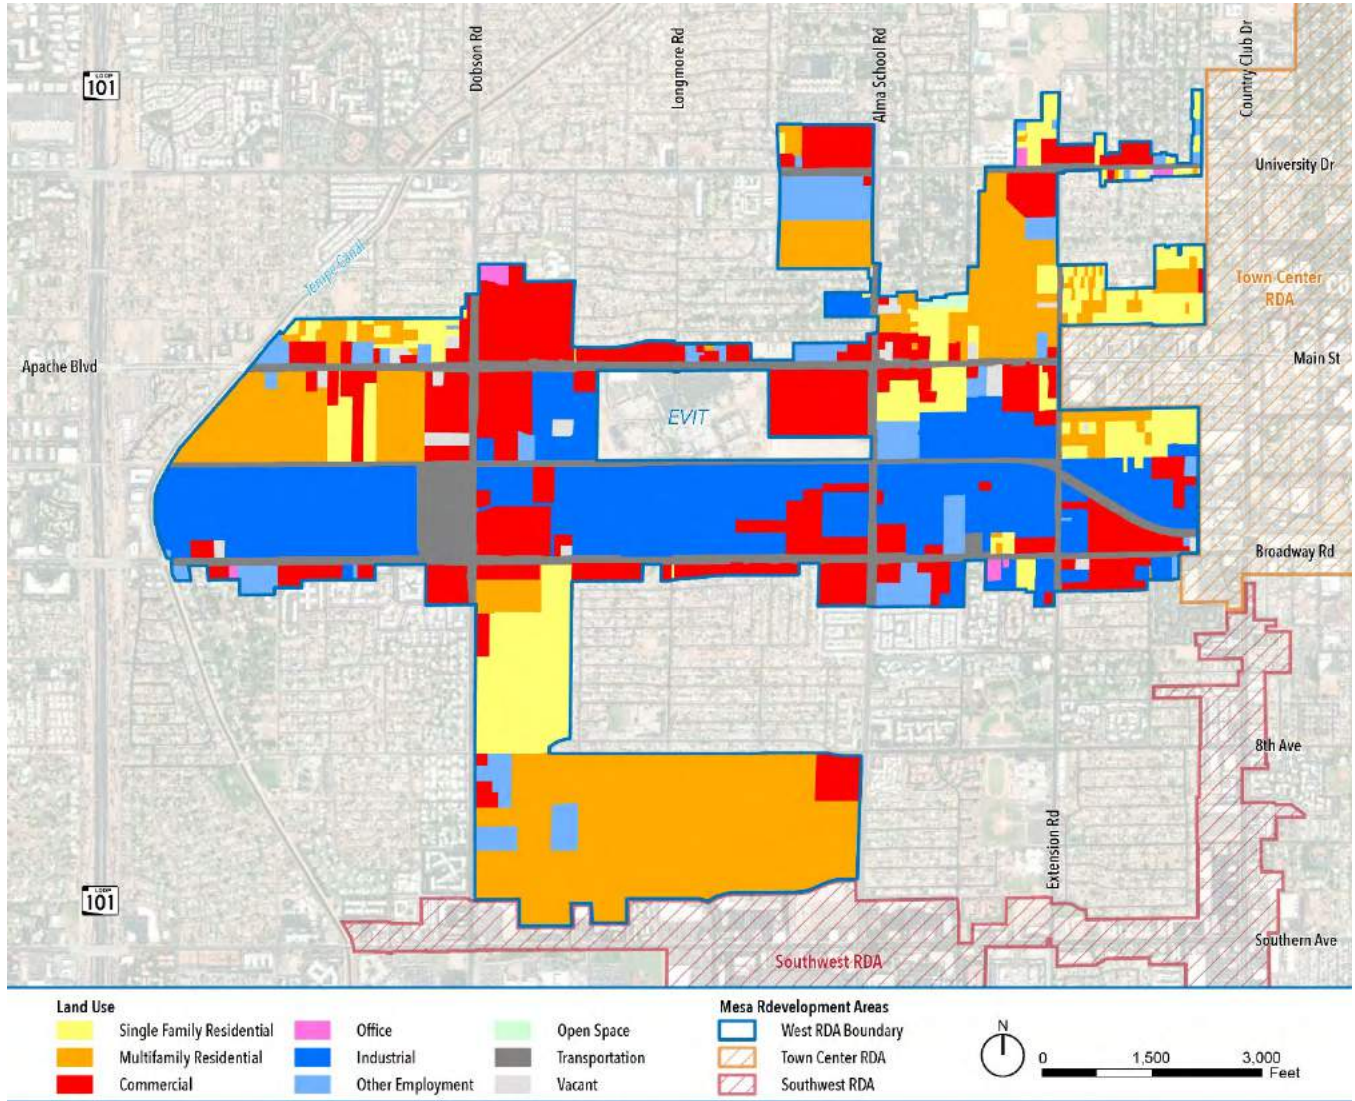 LOOP
101
Dobson Rd
Longmore Rd
Alma School Rd
Country Club Dr
University Dr
Tempe Canal
Town Center
RDA
Apache Blvd
Main St
EVIT
Broadway Rd
8th Ave
Extension Rd
LOOP
101
Southern Ave
Southwest RDA
Land Use
Single Family Residential
Multifamily Residential
Commercial
Office
Industrial
Other Employment
Open Space
Transportation
Vacant
Mesa Rdevelopment Areas
West RDA Boundary
Town Center RDA
Southwest RDA
N
0 1,500 3,000
Feet